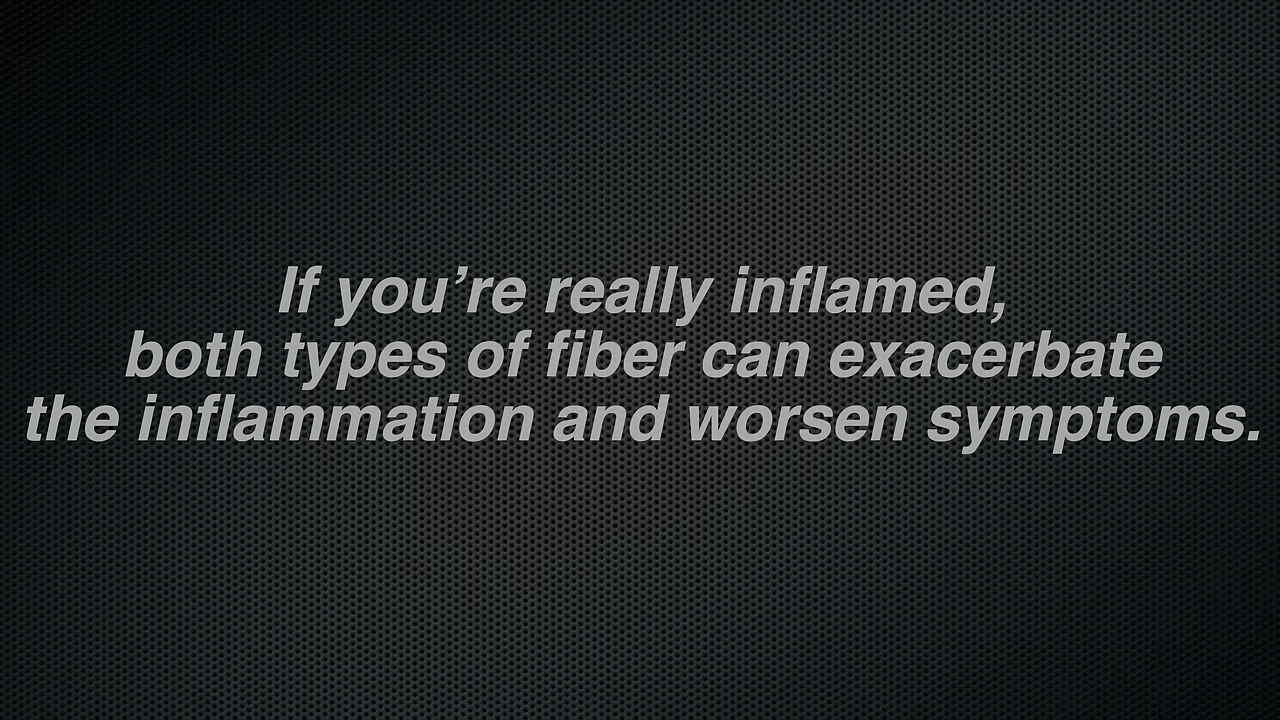 If you’re really inflamed,
both types of fiber can exacerbate
the inflammation and worsen symptoms.